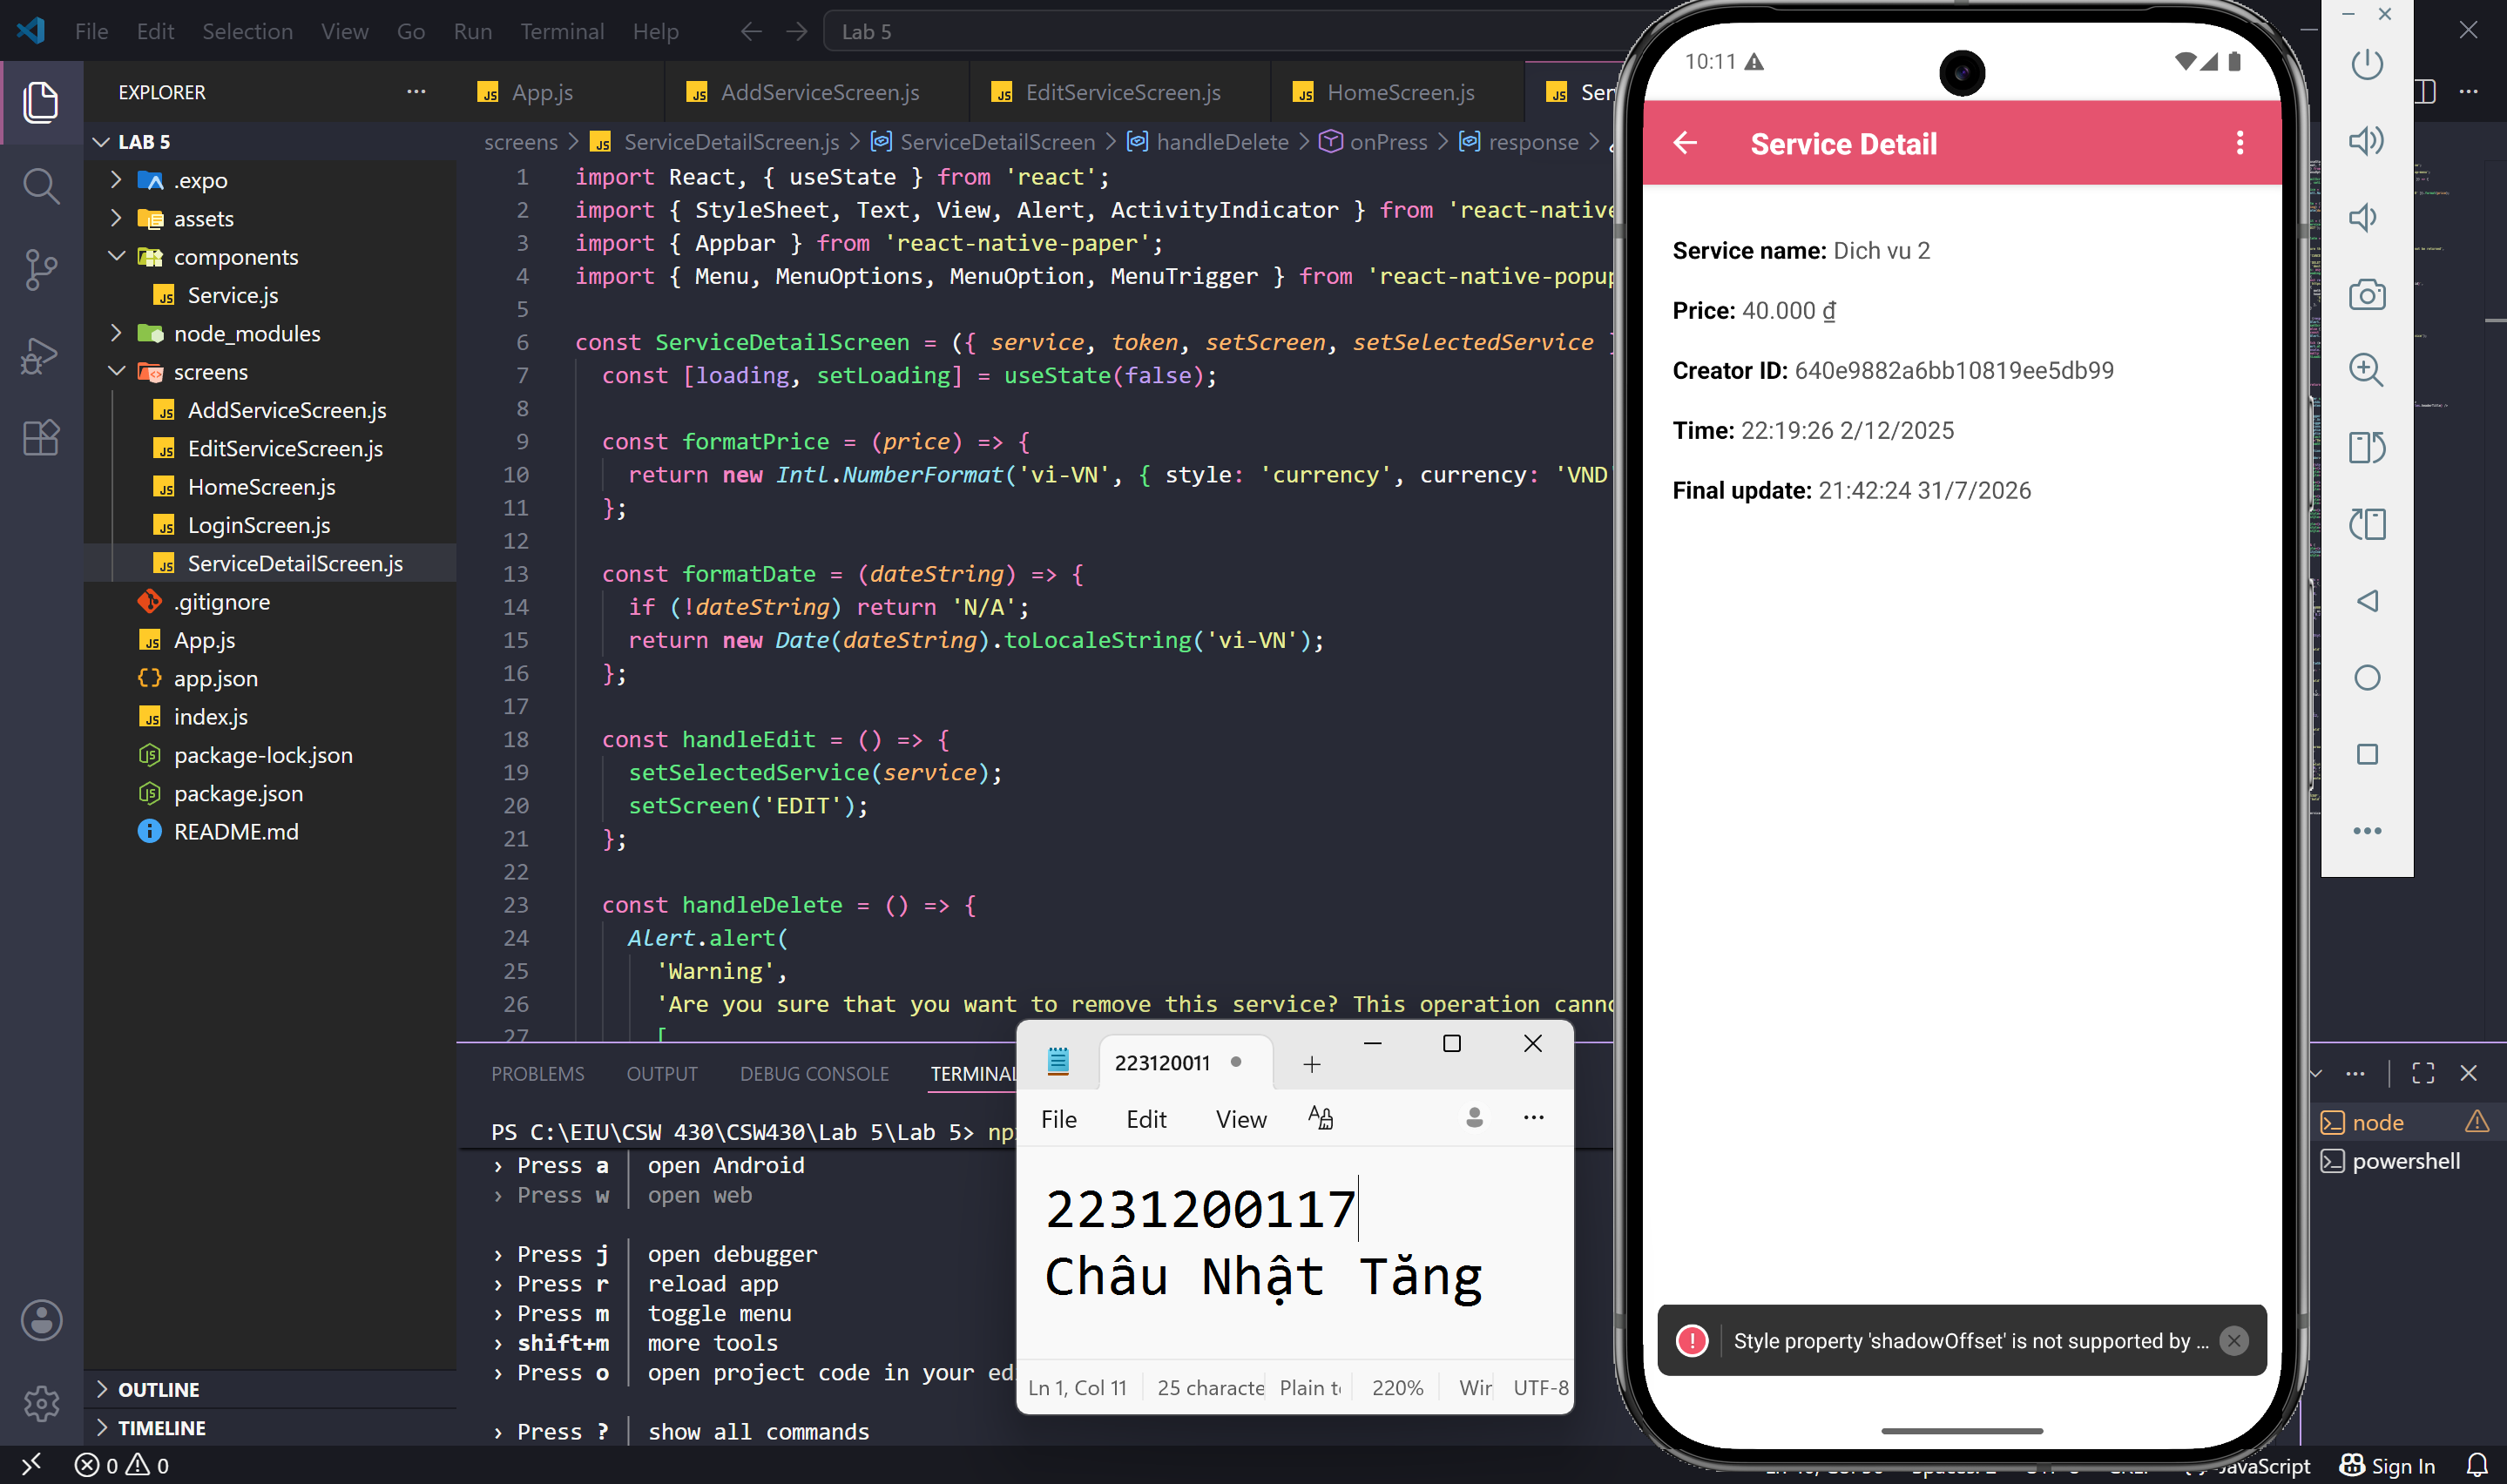 File Edit Selection View Go Run Terminal Help
Lab 5
EXPLORER
LAB 5
.expo
assets
components
Service.js
node_modules
screens
AddServiceScreen.js
EditServiceScreen.js
HomeScreen.js
LoginScreen.js
ServiceDetailScreen.js
.gitignore
App.js
app.json
index.js
package-lock.json
package.json
README.md
OUTLINE
TIMELINE
App.js AddServiceScreen.js EditServiceScreen.js HomeScreen.js
screens > ServiceDetailScreen.js > ServiceDetailScreen > handleDelete > onPress > response >
1 import React, { useState } from 'react';
2 import { StyleSheet, Text, View, Alert, ActivityIndicator } from 'react-native
3 import { Appbar } from 'react-native-paper';
4 import { Menu, MenuOptions, MenuOption, MenuTrigger } from 'react-native-popup
5
6 const ServiceDetailScreen = ({ service, token, setScreen, setSelectedService
7 const [loading, setLoading] = useState(false);
8
9 const formatPrice = (price) => {
10 return new Intl.NumberFormat('vi-VN', { style: 'currency', currency: 'VND'
11 };
12
13 const formatDate = (dateString) => {
14 if (!dateString) return 'N/A';
15 return new Date(dateString).toLocaleString('vi-VN');
16 };
17
18 const handleEdit = () => {
19 setSelectedService(service);
20 setScreen('EDIT');
21 };
22
23 const handleDelete = () => {
24 Alert.alert(
25 'Warning',
26 'Are you sure that you want to remove this service? This operation
27 [
PROBLEMS OUTPUT DEBUG CONSOLE TERMINAL
PS C:\EIU\CSW 430\CSW430\Lab 5\Lab 5>
› Press a │ open Android
› Press w │ open web
› Press j │ open debugger
› Press r │ reload app
› Press m │ toggle menu
› shift+m │ more tools
› Press o │ open project code in your
› Press ? │ show all commands
node
powershell
223120011
File Edit View
2231200117
Châu Nhật Tăng
Ln 1, Col 11 25 Plain 220% UTF-8
10:11
Service Detail
Service name: Dich vu 2
Price: 40.000 ₫
Creator ID: 640e9882a6bb10819ee5db99
Time: 22:19:26 2/12/2025
Final update: 21:42:24 31/7/2026
Style property 'shadowOffset' is not supported by ...
0 0
JavaScript Sign In